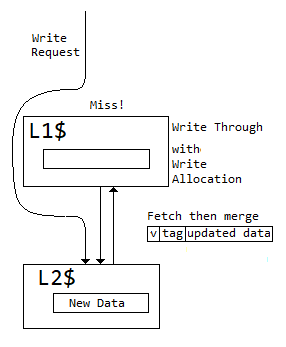 Write
Request
Miss!
L1$
Write Through
with
Write
Allocation
Fetch then merge
v tag updated data
L2$
New Data